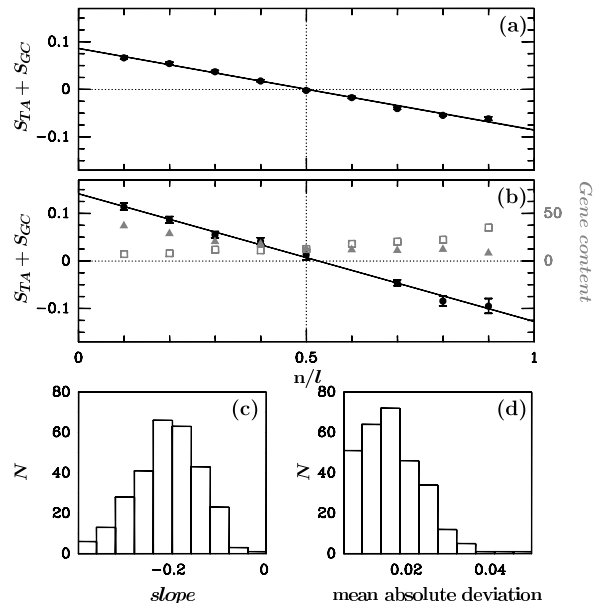 (a)
0.1
0
−0.1
S_TA + S_GC
(b)
0.1
0
−0.1
S_TA + S_GC
50
0
Gene content
0 0.5 1
n/l
(c)
80
60
40
20
0
N
−0.2 0
slope
(d)
80
60
40
20
0
N
0.02 0.04
mean absolute deviation